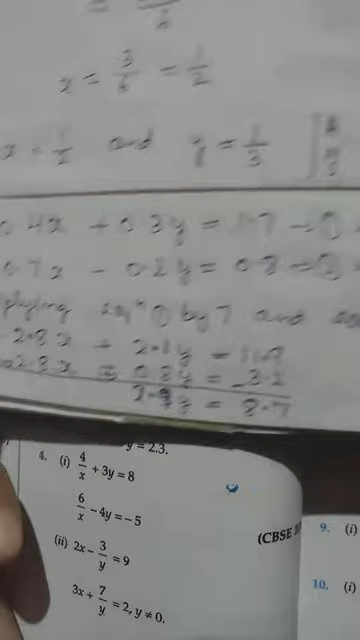 x = 3/6 = 1/2
x = 1/2 and y = 1/3
0.4x + 0.3y = 1.7 → ①
0.7x - 0.2y = 0.8 → ②
by 7 and
2.8x + 2.1y = 11.9
2.8x 0.8y = 3.2
= 8.7
y = 2.3.
4. (i) 4/x + 3y = 8
6/x - 4y = -5
(ii) 2x - 3/y = 9
3x + 7/y = 2, y ≠ 0.
(CBSE
9. (i)
10. (i)